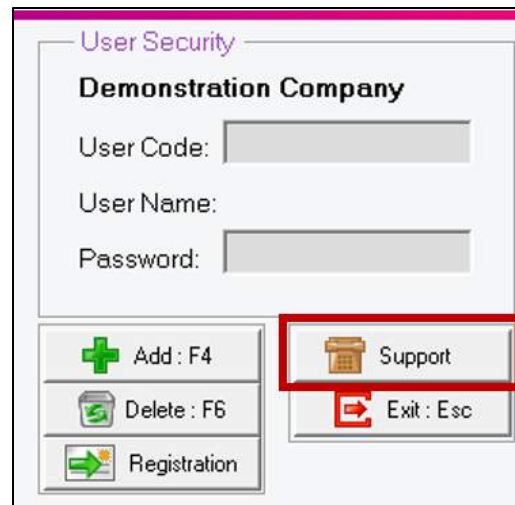 User Security
Demonstration Company
User Code:
User Name:
Password:
Add : F4
Support
Delete : F6
Exit : Esc
Registration